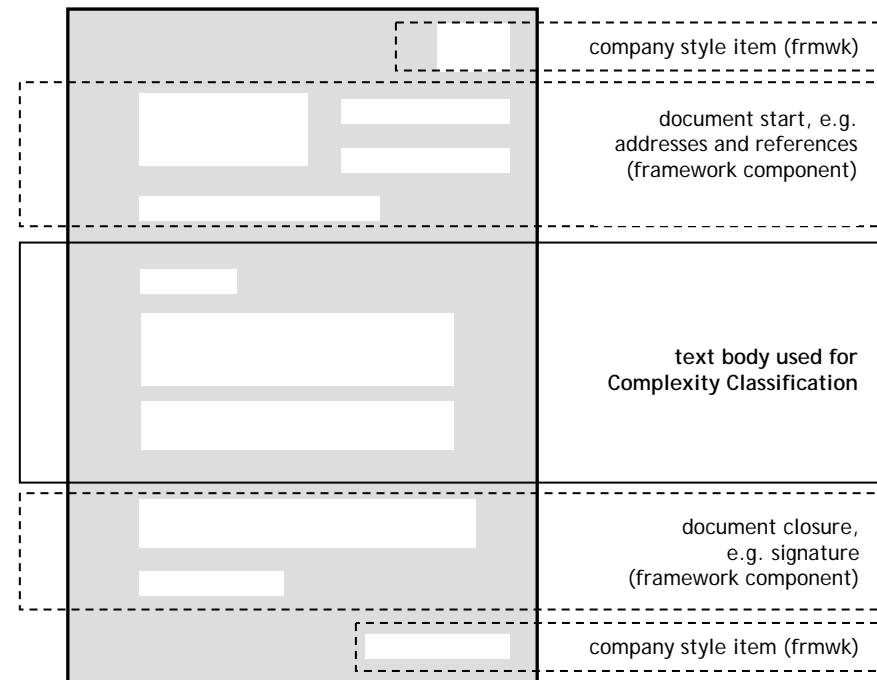 company style item (frmwk)
document start, e.g.
addresses and references
(framework component)
text body used for
Complexity Classification
document closure,
e.g. signature
(framework component)
company style item (frmwk)